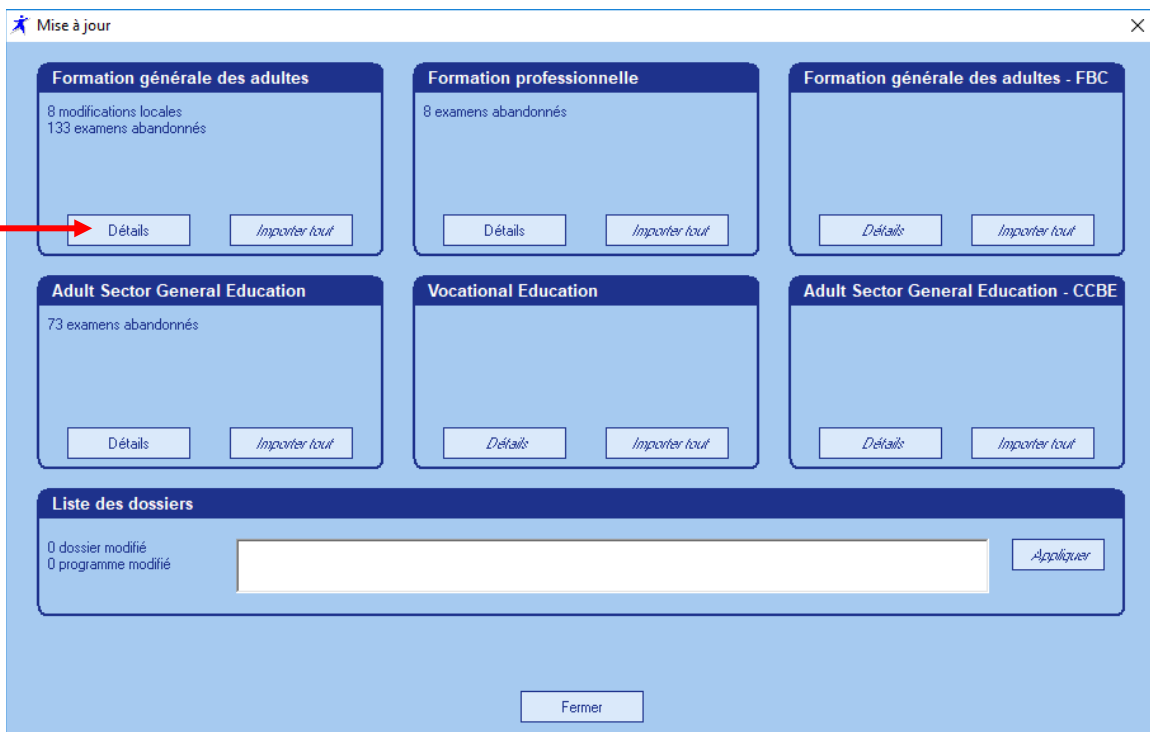 Mise à jour
Formation générale des adultes
8 modifications locales
133 examens abandonnés
Détails
Importer tout
Formation professionnelle
8 examens abandonnés
Détails
Importer tout
Formation générale des adultes - FBC
Détails
Importer tout
Adult Sector General Education
73 examens abandonnés
Détails
Importer tout
Vocational Education
Détails
Importer tout
Adult Sector General Education - CCBE
Détails
Importer tout
Liste des dossiers
0 dossier modifié
0 programme modifié
Appliquer
Fermer